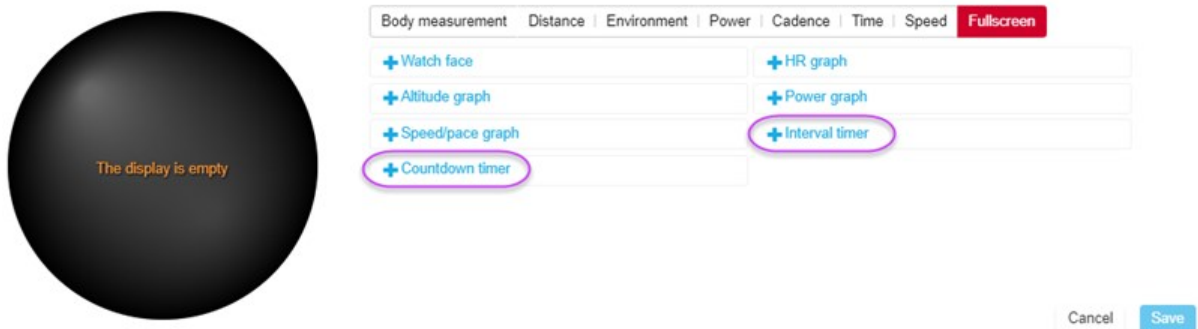 Body measurement Distance Environment Power Cadence Time Speed Fullscreen
Watch face HR graph
Altitude graph Power graph
Speed/pace graph Interval timer
The display is empty Countdown timer
Cancel Save